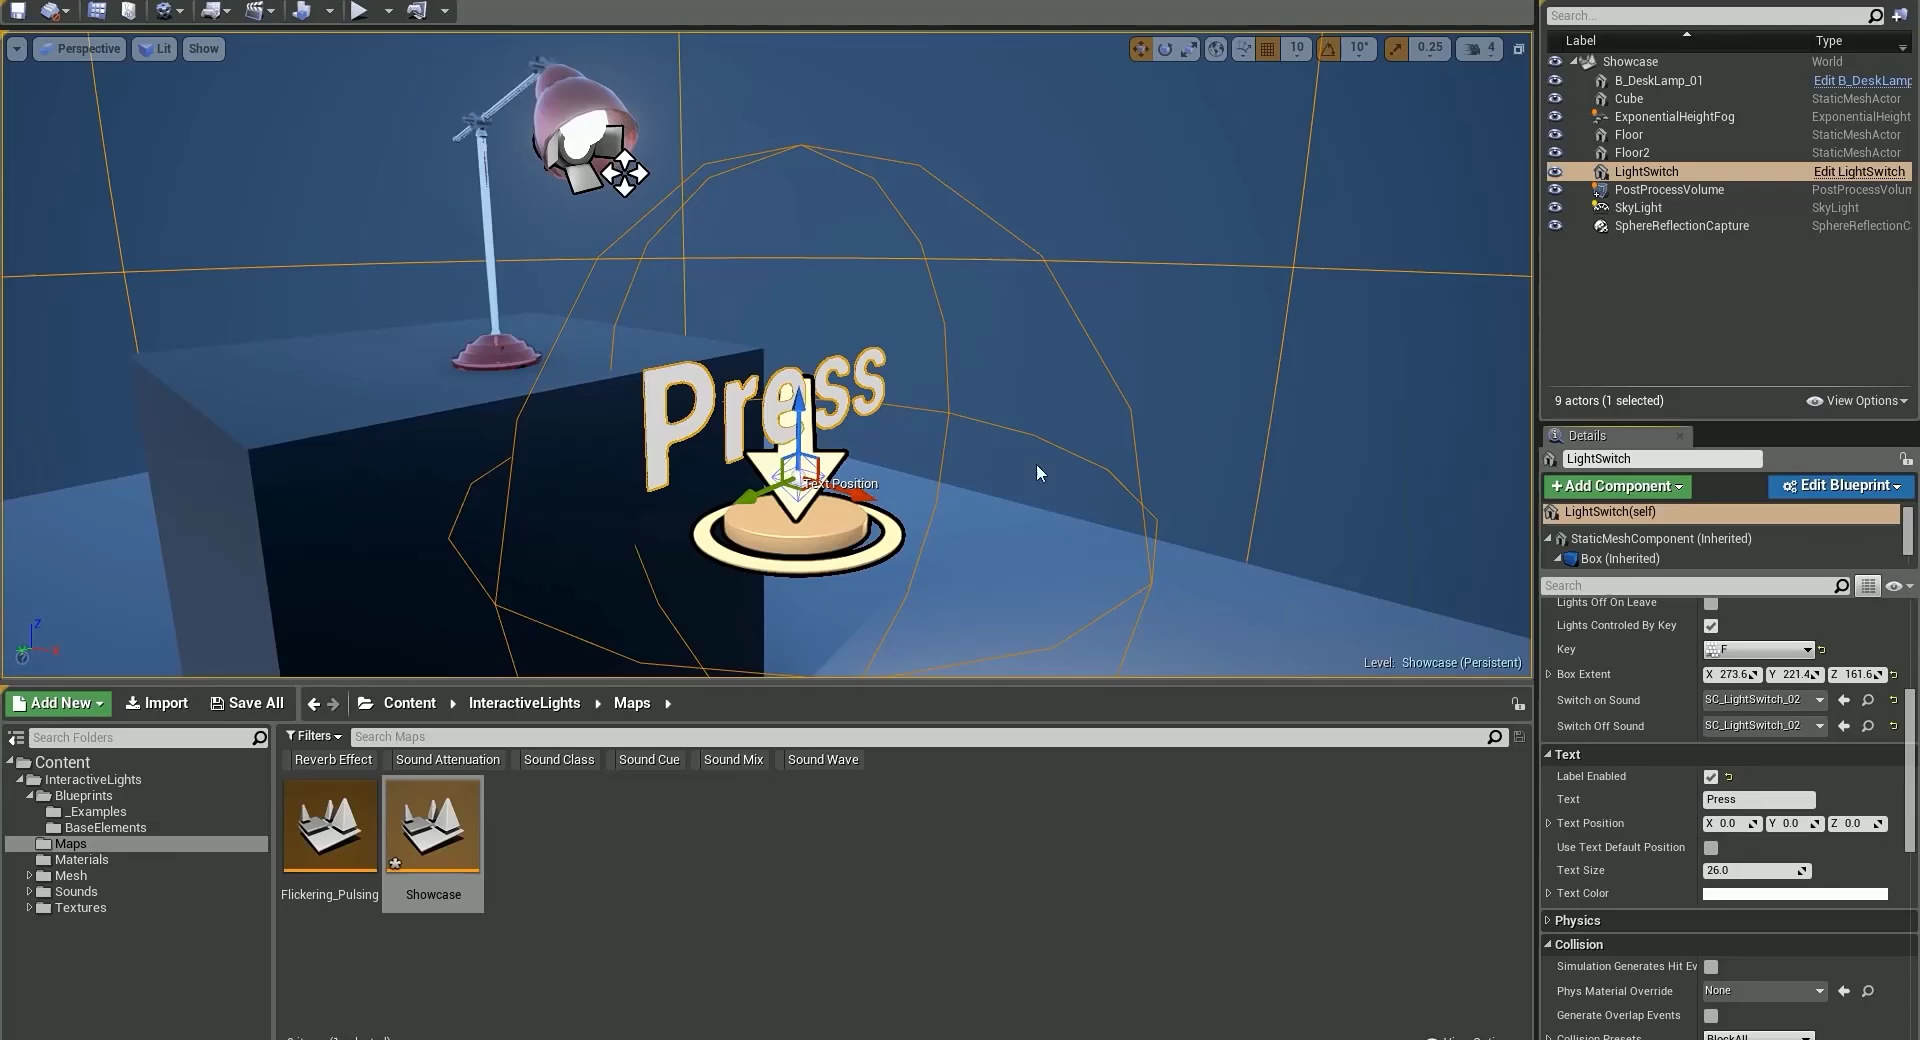 Perspective Lit Show 10 10° 0.25 4
Press
Text Position
Z
Level: Showcase (Persistent)
Search...
Label Type
Showcase World
B_DeskLamp_01 Edit B_DeskLamp
Cube StaticMeshActor
ExponentialHeightFog ExponentialHeight
Floor StaticMeshActor
Floor2 StaticMeshActor
LightSwitch Edit LightSwitch
PostProcessVolume PostProcessVolum
SkyLight SkyLight
SphereReflectionCapture SphereReflectionC
9 actors (1 selected) View Options
Details
LightSwitch
+ Add Component Edit Blueprint
LightSwitch(self)
StaticMeshComponent (Inherited)
Box (Inherited)
Search
Lights Off On Leave
Lights Controled By Key
Key F
Box Extent X 273.6 Y 221.4 Z 161.6
Switch on Sound SC_LightSwitch_02
Switch Off Sound SC_LightSwitch_02
Text
Label Enabled
Text Press
Text Position X 0.0 Y 0.0 Z 0.0
Use Text Default Position
Text Size 26.0
Text Color
Physics
Collision
Simulation Generates Hit Ev
Phys Material Override None
Generate Overlap Events
Collision Presets BlockAll
Add New Import Save All Content InteractiveLights Maps
Search Folders
Content
InteractiveLights
Blueprints
_Examples
BaseElements
Maps
Materials
Mesh
Sounds
Textures
Filters Search Maps
Reverb Effect Sound Attenuation Sound Class Sound Cue Sound Mix Sound Wave
Flickering_Pulsing Showcase